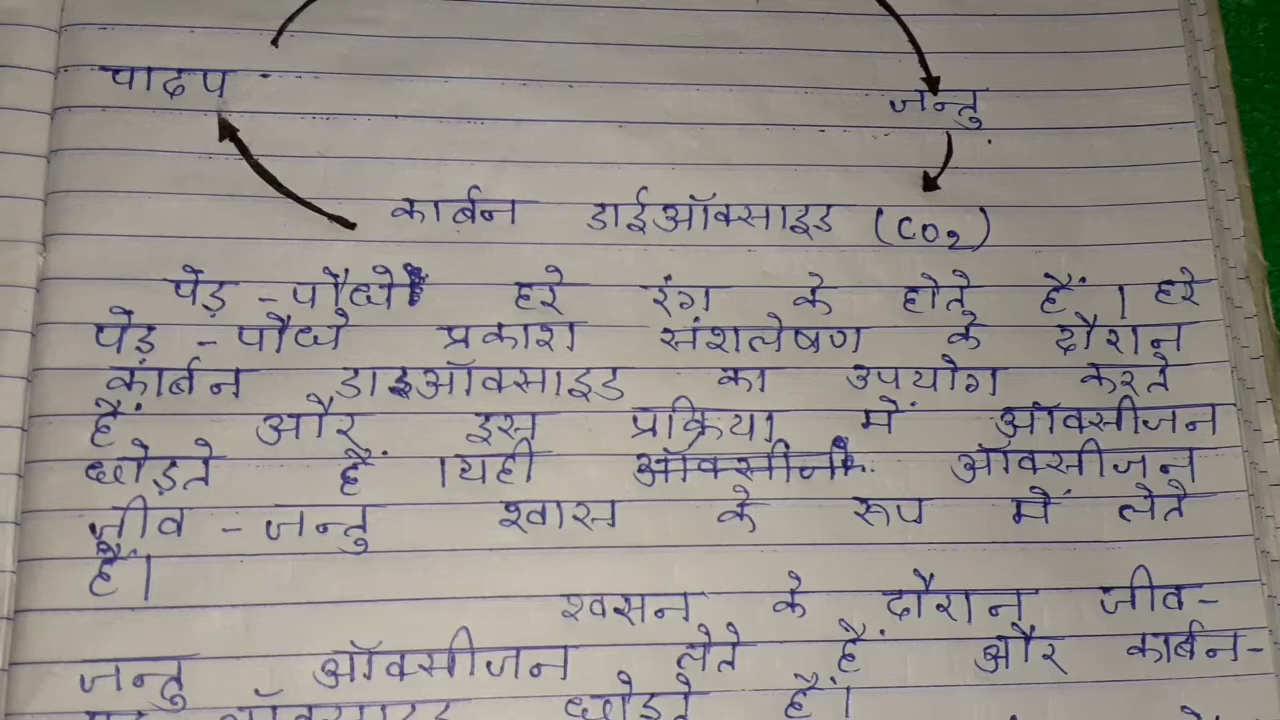 पादप
जन्तु
कार्बन डाईऑक्साइड (CO₂)
पेड़ - पौधे हरे रंग के होते हैं। हरे
पेड़ - पौधे प्रकाश संशलेषण के दौरान
कार्बन डाइऑक्साइड का उपयोग करते
हैं और इस प्रक्रिया में ऑक्सीजन
छोड़ते हैं ।यही ऑक्सीजन
जीव - जन्तु श्वास के रूप में लेते
हैं।
श्वसन के दौरान जीव-
जन्तु ऑक्सीजन लेते हैं और कार्बन-
छोड़ते हैं।